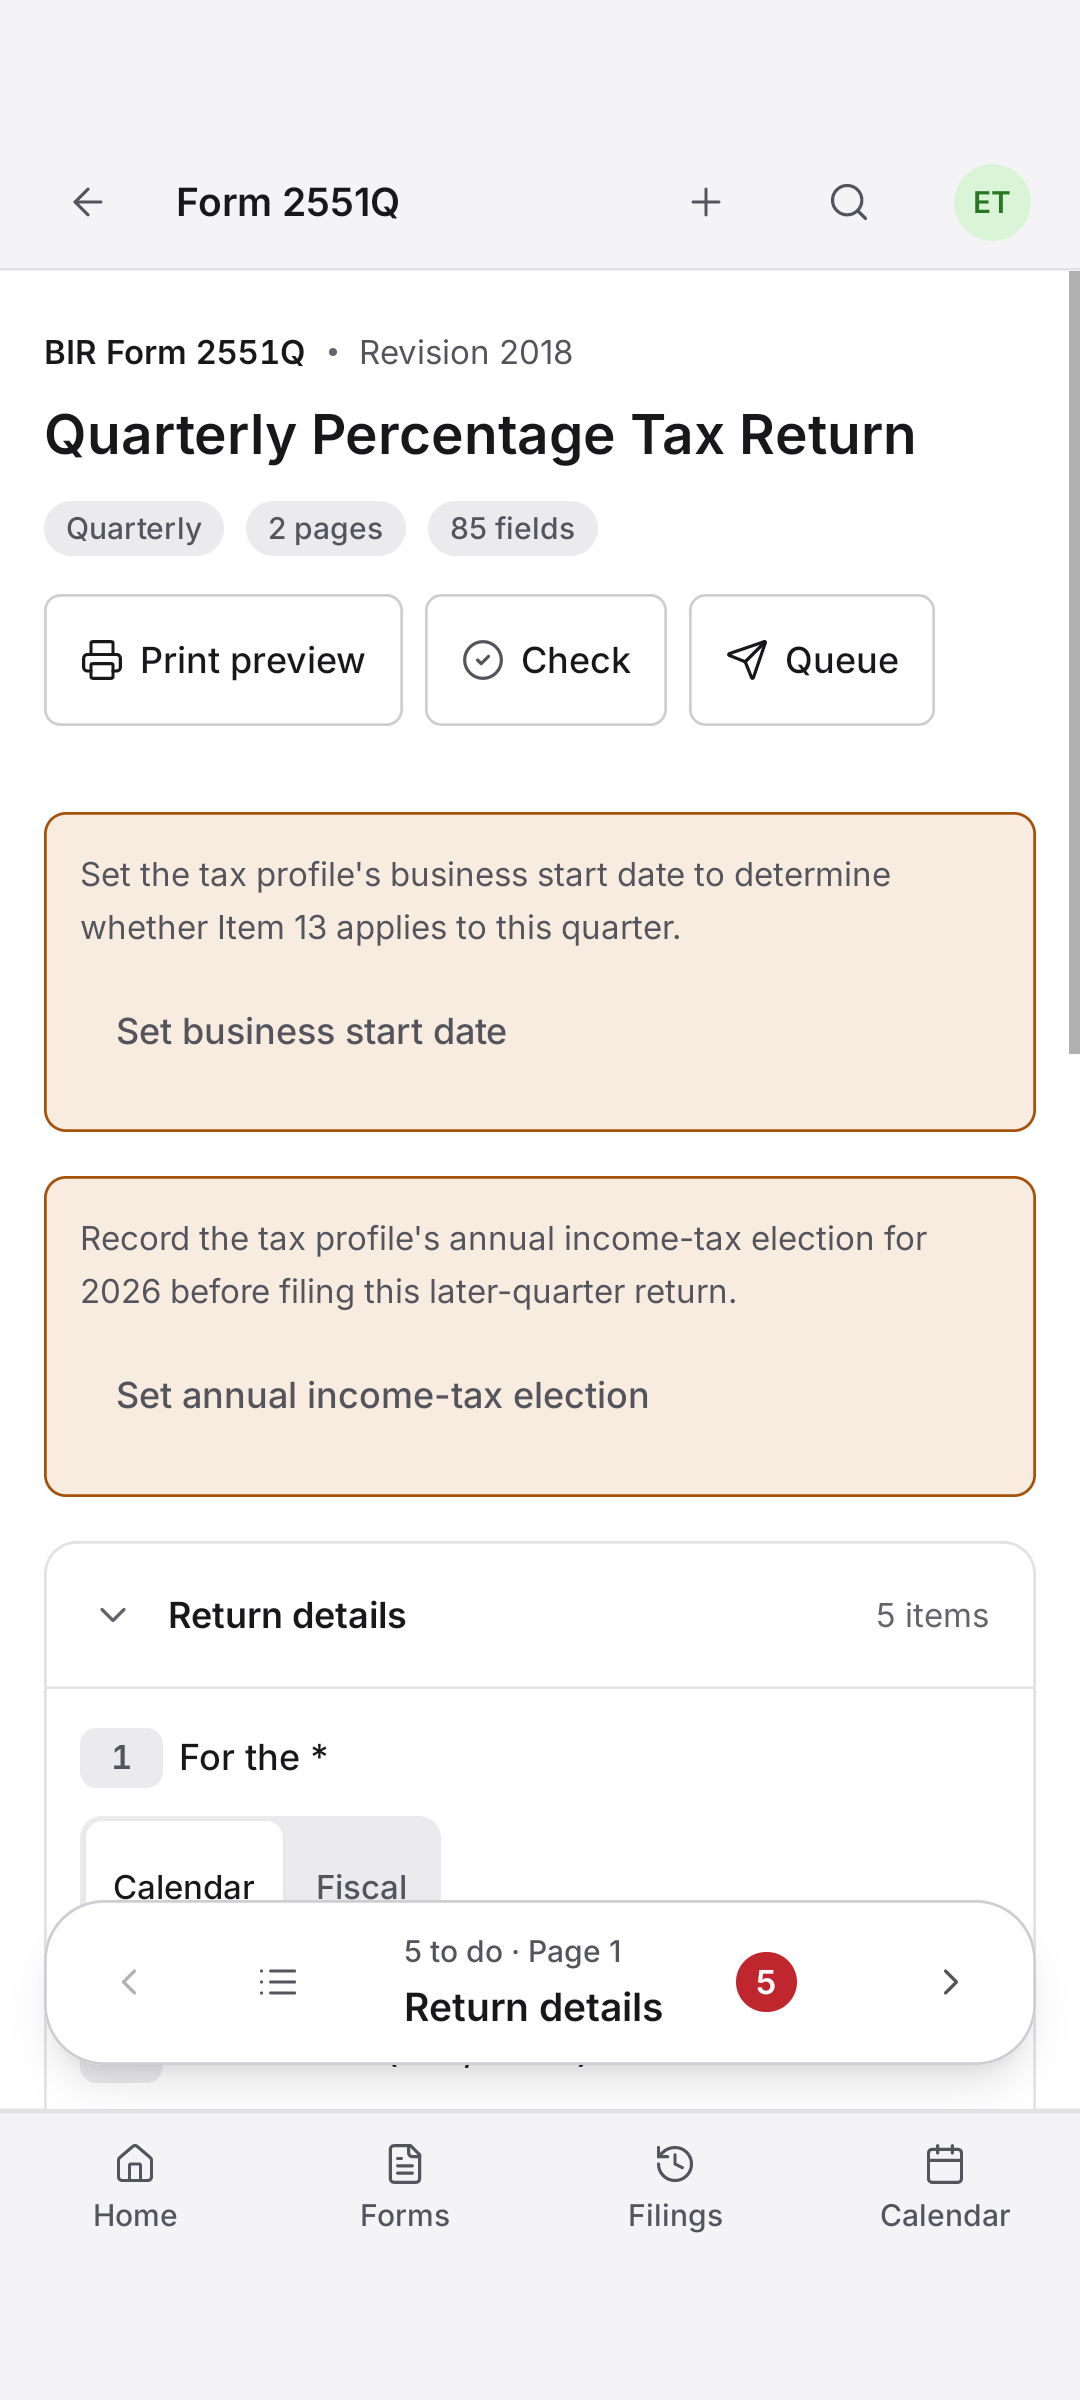 Form 2551Q
ET
BIR Form 2551Q • Revision 2018
Quarterly Percentage Tax Return
Quarterly
2 pages
85 fields
Print preview
Check
Queue
Set the tax profile's business start date to determine
whether Item 13 applies to this quarter.
Set business start date
Record the tax profile's annual income-tax election for
2026 before filing this later-quarter return.
Set annual income-tax election
Return details
5 items
1 For the *
Calendar
Fiscal
5 to do · Page 1
Return details
5
Home
Forms
Filings
Calendar